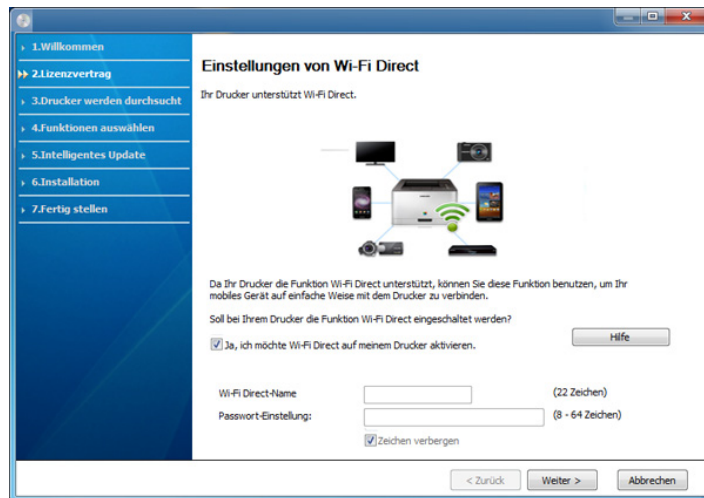 1.Willkommen
2.Lizenzvertrag
3.Drucker werden durchsucht
4.Funktionen auswählen
5.Intelligentes Update
6.Installation
7.Fertig stellen
Einstellungen von Wi-Fi Direct
Ihr Drucker unterstützt Wi-Fi Direct.
Da Ihr Drucker die Funktion Wi-Fi Direct unterstützt, können Sie diese Funktion benutzen, um Ihr
mobiles Gerät auf einfache Weise mit dem Drucker zu verbinden.
Soll bei Ihrem Drucker die Funktion Wi-Fi Direct eingeschaltet werden?
Ja, ich möchte Wi-Fi Direct auf meinem Drucker aktivieren.
Hilfe
Wi-Fi Direct-Name
(22 Zeichen)
Passwort-Einstellung:
(8 - 64 Zeichen)
Zeichen verbergen
< Zurück
Weiter >
Abbrechen